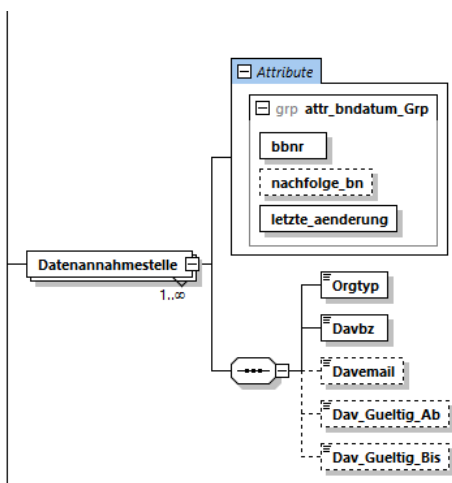 Attribute
grp attr_bndatum_Grp
bbnr
nachfolge_bn
letzte_aenderung
Datenannahmestelle
1..∞
Orgtyp
Davbz
Davemail
Dav_Gueltig_Ab
Dav_Gueltig_Bis